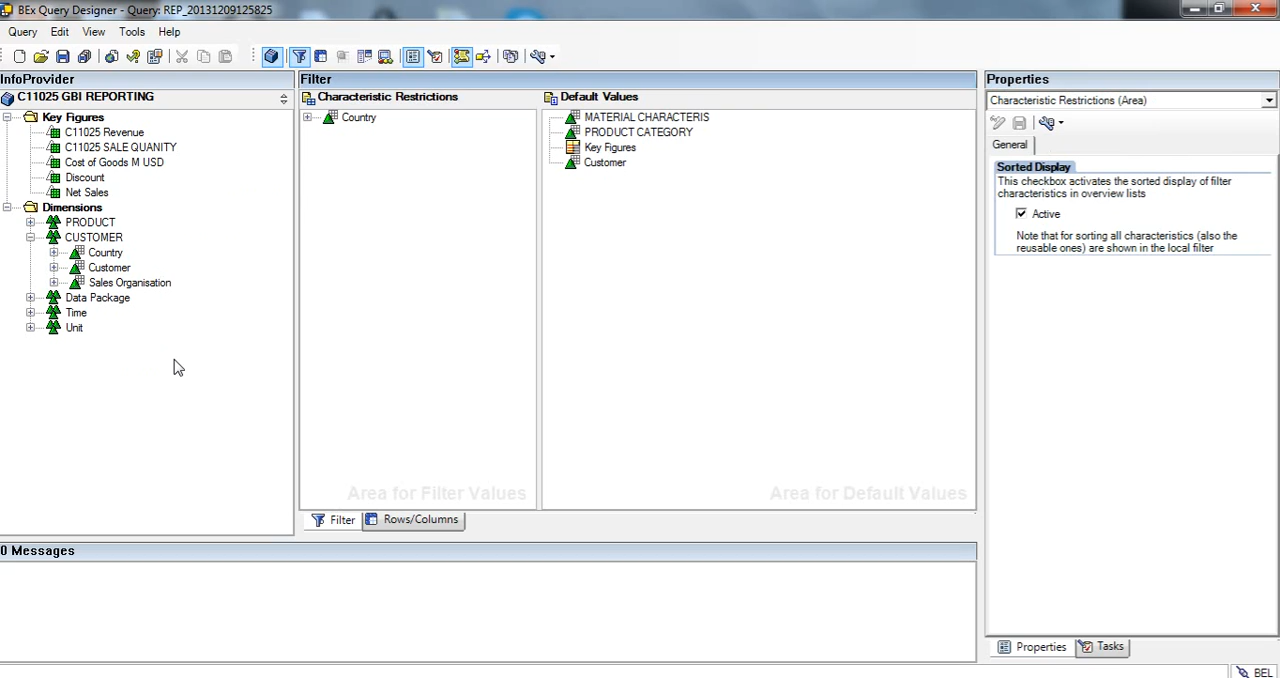 BEx Query Designer - Query: REP_20131209125825
Query Edit View Tools Help
InfoProvider
C11025 GBI REPORTING
Key Figures
C11025 Revenue
C11025 SALE QUANITY
Cost of Goods M USD
Discount
Net Sales
Dimensions
PRODUCT
CUSTOMER
Country
Customer
Sales Organisation
Data Package
Time
Unit
Filter
Characteristic Restrictions
Country
Area for Filter Values
Default Values
MATERIAL CHARACTERIS
PRODUCT CATEGORY
Key Figures
Customer
Area for Default Values
Filter Rows/Columns
0 Messages
Properties
Characteristic Restrictions (Area)
General
Sorted Display
This checkbox activates the sorted display of filter
characteristics in overview lists
Active
Note that for sorting all characteristics (also the
reusable ones) are shown in the local filter
Properties Tasks
BEL